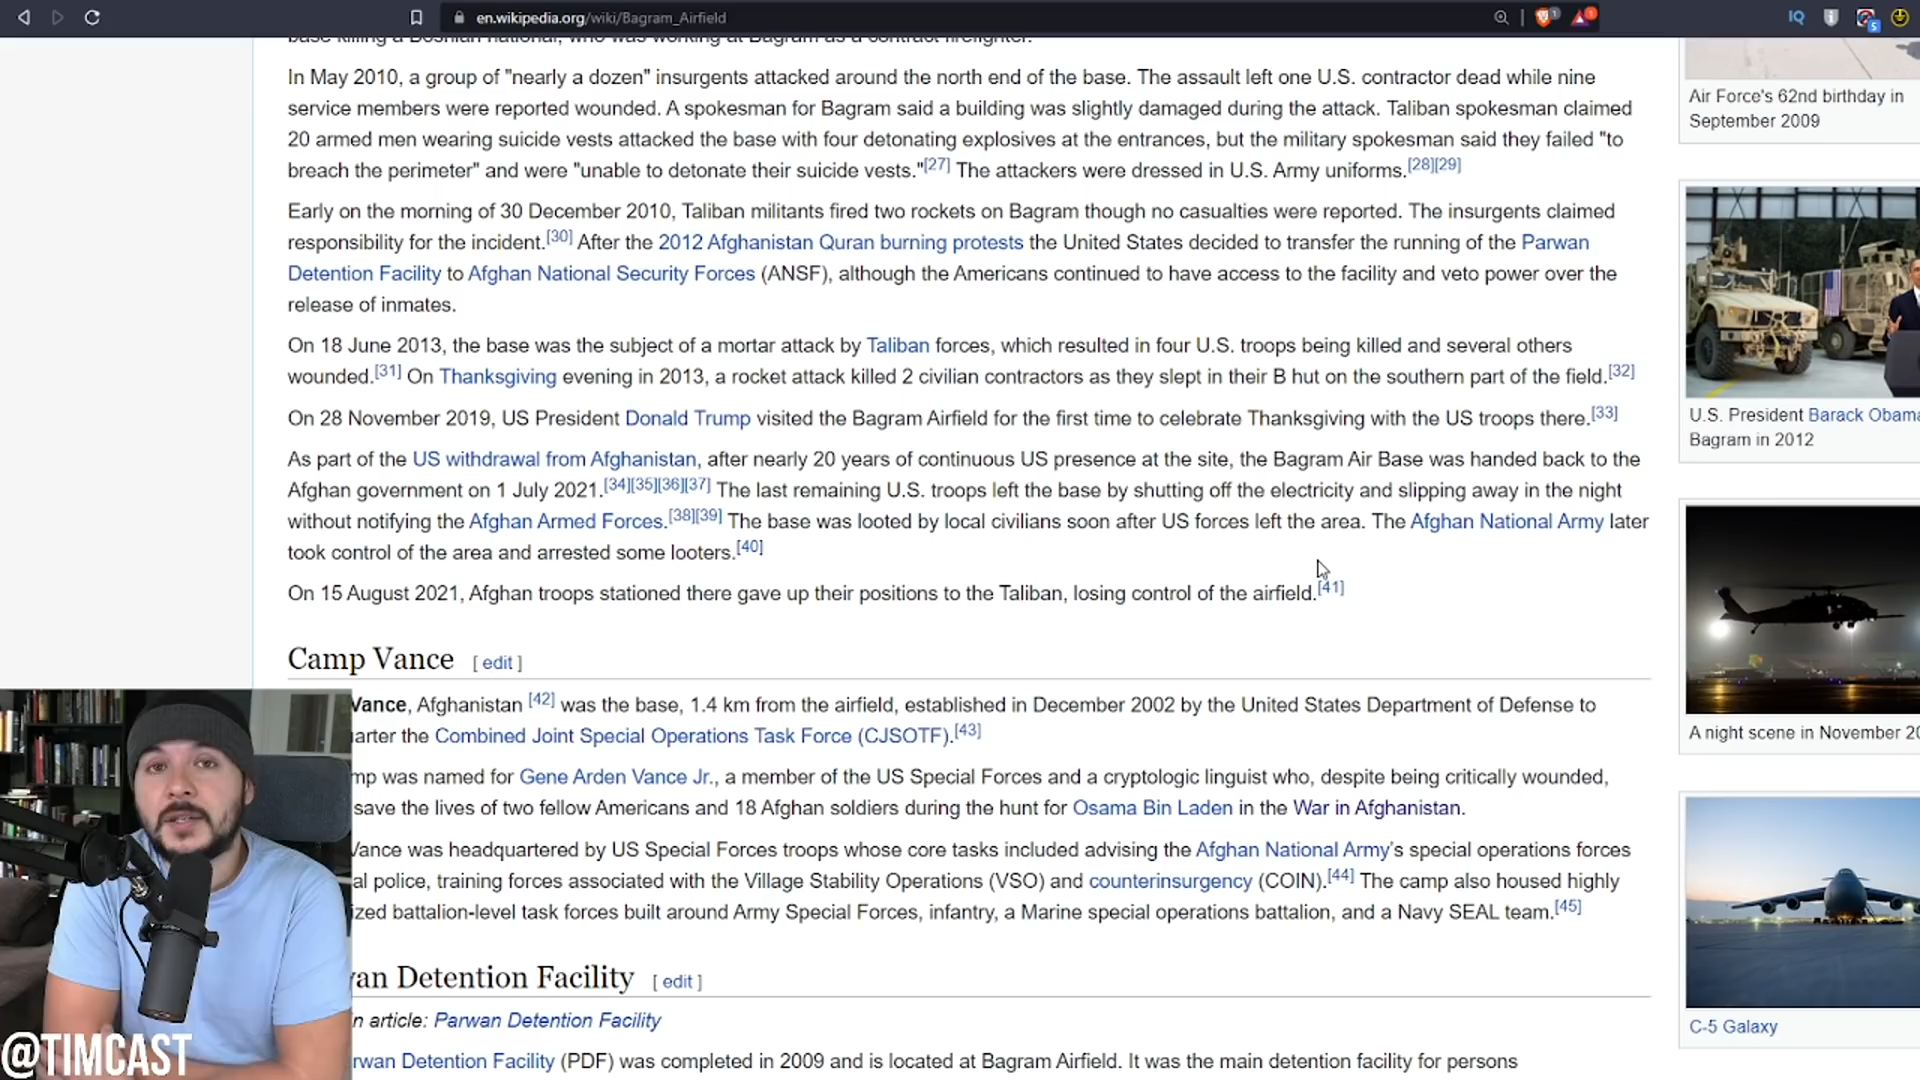 en.wikipedia.org/wiki/Bagram_Airfield
1
1
IQ
5
base killing a Bosnian national, who was working at Bagram as a contract firefighter.
In May 2010, a group of "nearly a dozen" insurgents attacked around the north end of the base. The assault left one U.S. contractor dead while nine
service members were reported wounded. A spokesman for Bagram said a building was slightly damaged during the attack. Taliban spokesman claimed
20 armed men wearing suicide vests attacked the base with four detonating explosives at the entrances, but the military spokesman said they failed "to
breach the perimeter" and were "unable to detonate their suicide vests."[27] The attackers were dressed in U.S. Army uniforms.[28][29]
Early on the morning of 30 December 2010, Taliban militants fired two rockets on Bagram though no casualties were reported. The insurgents claimed
responsibility for the incident.[30] After the 2012 Afghanistan Quran burning protests the United States decided to transfer the running of the Parwan
Detention Facility to Afghan National Security Forces (ANSF), although the Americans continued to have access to the facility and veto power over the
release of inmates.
On 18 June 2013, the base was the subject of a mortar attack by Taliban forces, which resulted in four U.S. troops being killed and several others
wounded.[31] On Thanksgiving evening in 2013, a rocket attack killed 2 civilian contractors as they slept in their B hut on the southern part of the field.[32]
On 28 November 2019, US President Donald Trump visited the Bagram Airfield for the first time to celebrate Thanksgiving with the US troops there.[33]
As part of the US withdrawal from Afghanistan, after nearly 20 years of continuous US presence at the site, the Bagram Air Base was handed back to the
Afghan government on 1 July 2021.[34][35][36][37] The last remaining U.S. troops left the base by shutting off the electricity and slipping away in the night
without notifying the Afghan Armed Forces.[38][39] The base was looted by local civilians soon after US forces left the area. The Afghan National Army later
took control of the area and arrested some looters.[40]
On 15 August 2021, Afghan troops stationed there gave up their positions to the Taliban, losing control of the airfield.[41]
Camp Vance [ edit ]
Vance, Afghanistan [42] was the base, 1.4 km from the airfield, established in December 2002 by the United States Department of Defense to
arter the Combined Joint Special Operations Task Force (CJSOTF).[43]
mp was named for Gene Arden Vance Jr., a member of the US Special Forces and a cryptologic linguist who, despite being critically wounded,
save the lives of two fellow Americans and 18 Afghan soldiers during the hunt for Osama Bin Laden in the War in Afghanistan.
Vance was headquartered by US Special Forces troops whose core tasks included advising the Afghan National Army's special operations forces
al police, training forces associated with the Village Stability Operations (VSO) and counterinsurgency (COIN).[44] The camp also housed highly
ized battalion-level task forces built around Army Special Forces, infantry, a Marine special operations battalion, and a Navy SEAL team.[45]
an Detention Facility [ edit ]
n article: Parwan Detention Facility
rwan Detention Facility (PDF) was completed in 2009 and is located at Bagram Airfield. It was the main detention facility for persons
Air Force's 62nd birthday in
September 2009
U.S. President Barack Obama
Bagram in 2012
A night scene in November 20
C-5 Galaxy
@TIMCAST